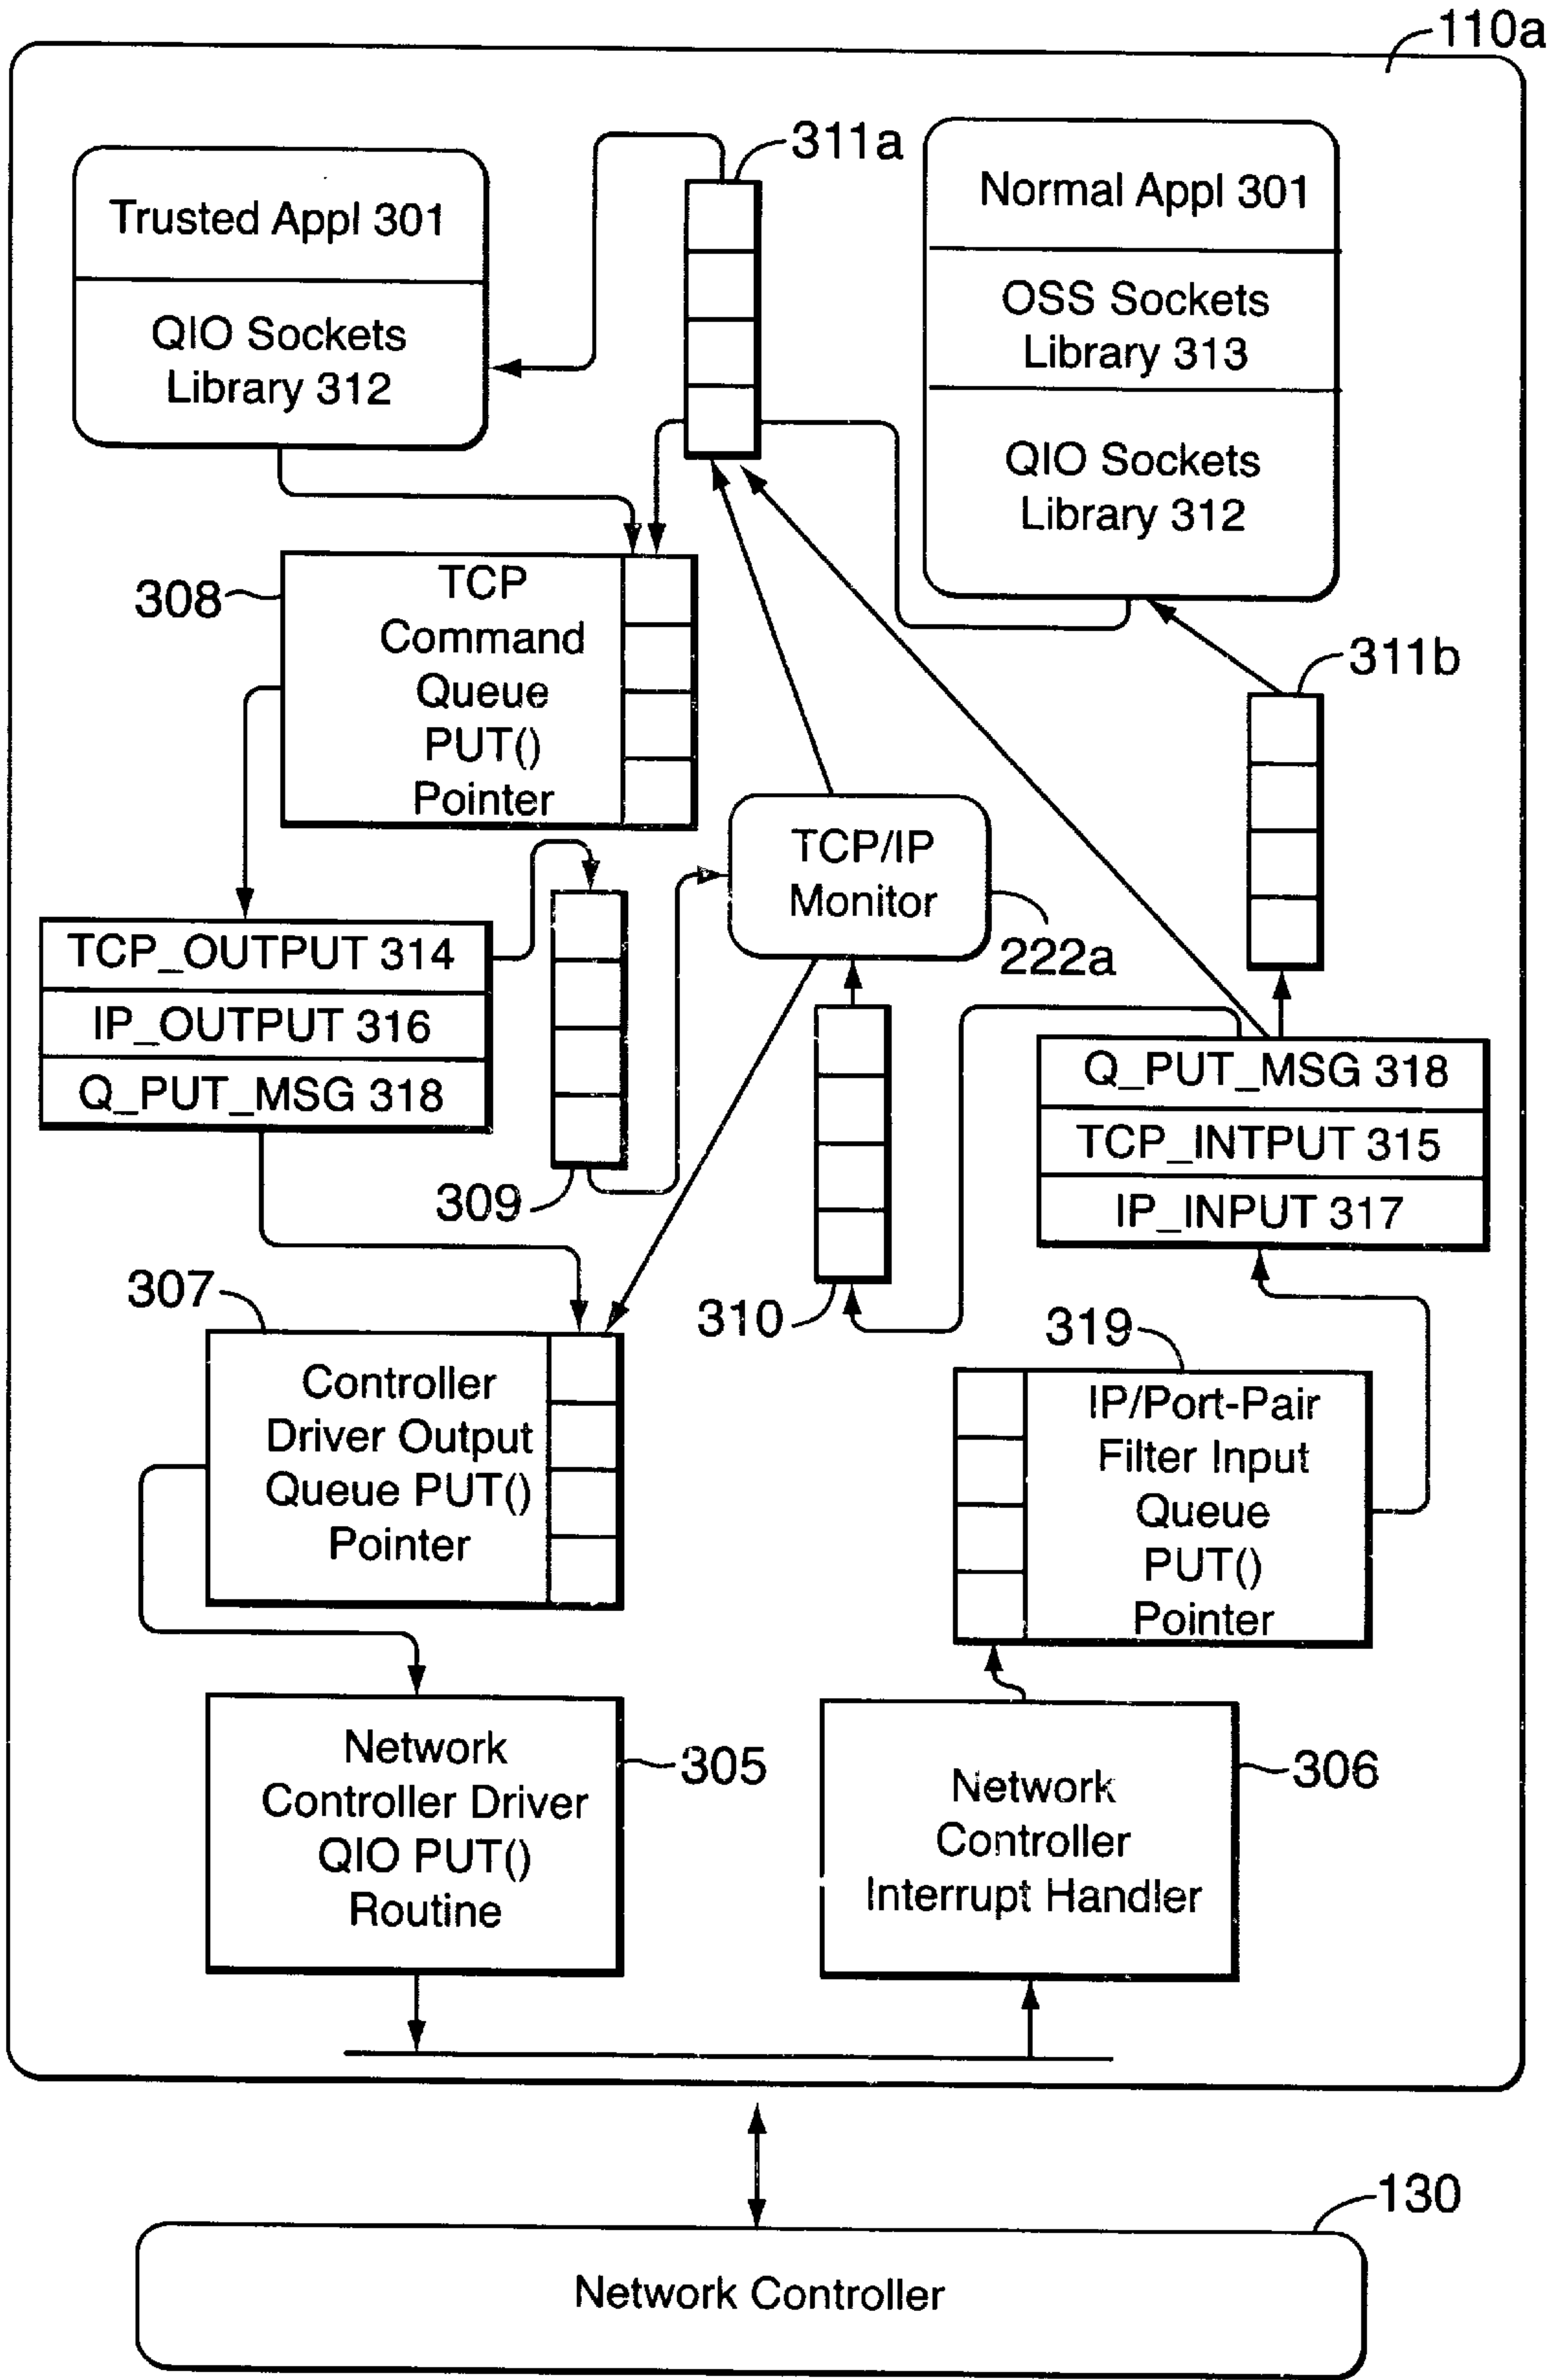 110a
311a
Trusted Appl 301
QIO Sockets
Library 312
Normal Appl 301
OSS Sockets
Library 313
QIO Sockets
Library 312
308
TCP
Command
Queue
PUT()
Pointer
311b
TCP/IP
Monitor
222a
TCP_OUTPUT 314
IP_OUTPUT 316
Q_PUT_MSG 318
309
Q_PUT_MSG 318
TCP_INTPUT 315
IP_INPUT 317
307
310
319
Controller
Driver Output
Queue PUT()
Pointer
IP/Port-Pair
Filter Input
Queue
PUT()
Pointer
Network
Controller Driver
QIO PUT()
Routine
305
Network
Controller
Interrupt Handler
306
130
Network Controller